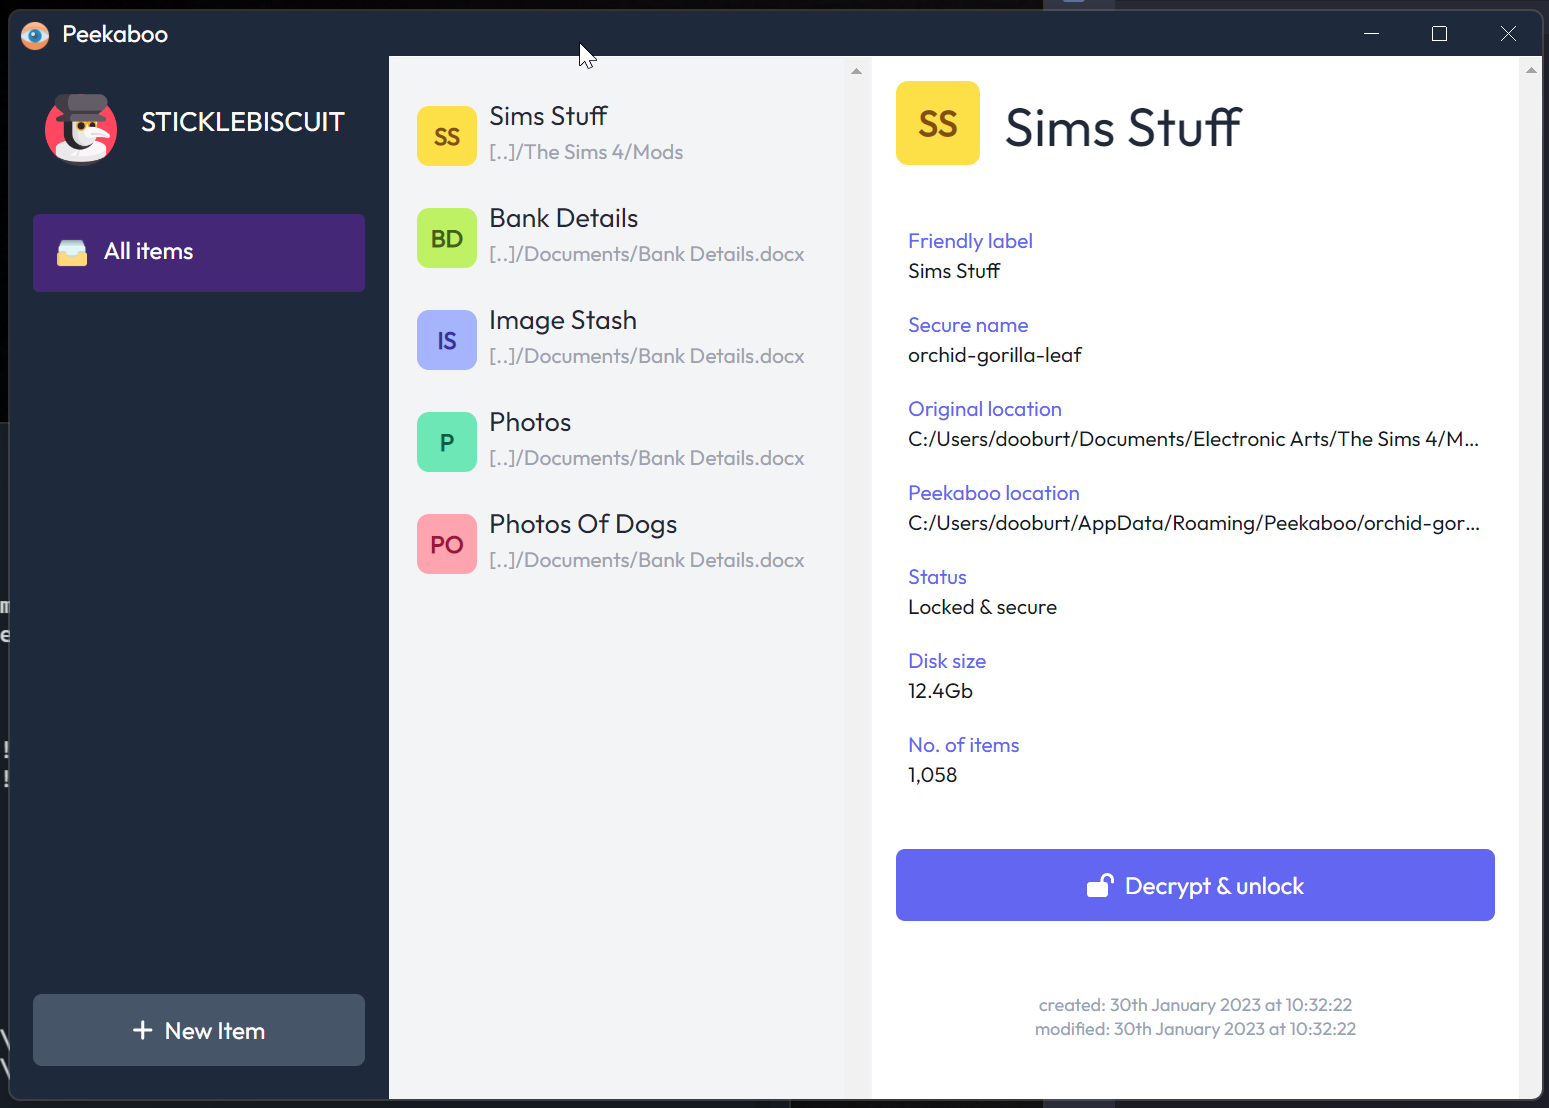 Peekaboo
STICKLEBISCUIT
All items
New Item
SS
Sims Stuff
[..]/The Sims 4/Mods
BD
Bank Details
[..]/Documents/Bank Details.docx
IS
Image Stash
[..]/Documents/Bank Details.docx
P
Photos
[..]/Documents/Bank Details.docx
PO
Photos Of Dogs
[..]/Documents/Bank Details.docx
SS
Sims Stuff
Friendly label
Sims Stuff
Secure name
orchid-gorilla-leaf
Original location
C:/Users/dooburt/Documents/Electronic Arts/The Sims 4/M...
Peekaboo location
C:/Users/dooburt/AppData/Roaming/Peekaboo/orchid-gor...
Status
Locked & secure
Disk size
12.4Gb
No. of items
1,058
Decrypt & unlock
created: 30th January 2023 at 10:32:22
modified: 30th January 2023 at 10:32:22